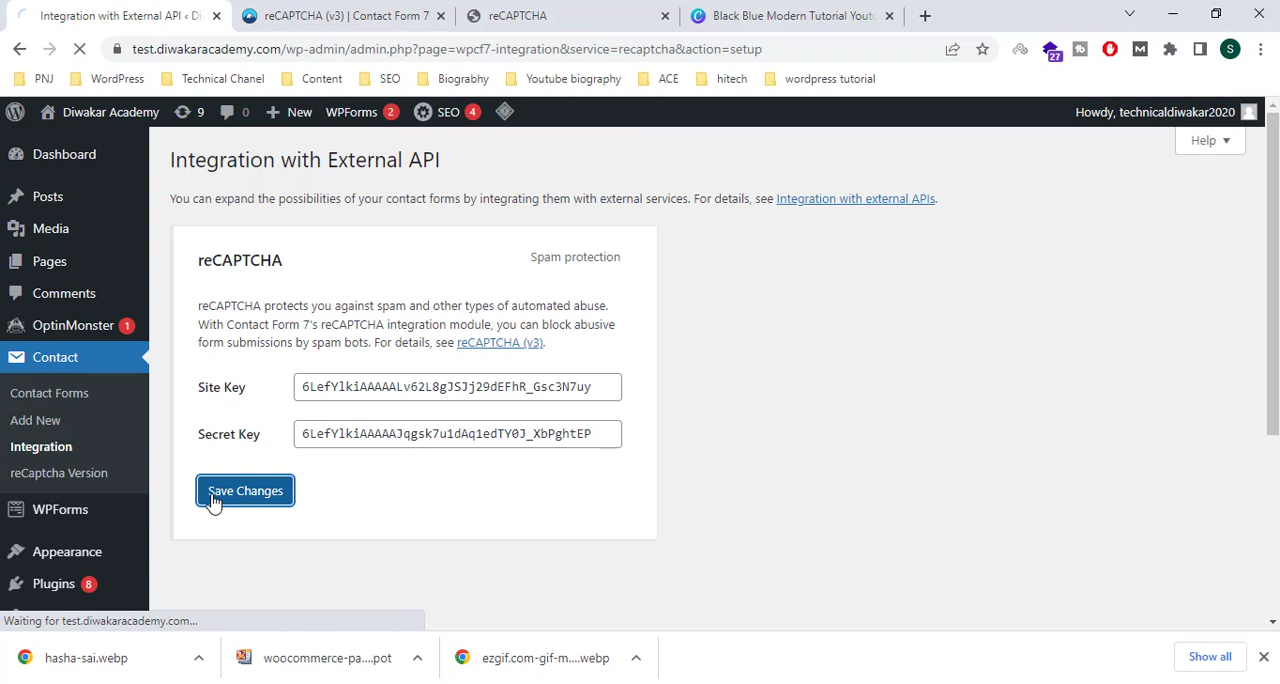 Integration with External API ‹ Di
reCAPTCHA (v3) | Contact Form 7
reCAPTCHA
Black Blue Modern Tutorial Yout
test.diwakaracademy.com/wp-admin/admin.php?page=wpcf7-integration&service=recaptcha&action=setup
27
M
S
PNJ
WordPress
Technical Chanel
Content
SEO
Biograbhy
Youtube biography
ACE
hitech
wordpress tutorial
Diwakar Academy
9
0
New
WPForms 2
SEO 4
Howdy, technicaldiwakar2020
Help
Dashboard
Posts
Media
Pages
Comments
OptinMonster 1
Contact
Contact Forms
Add New
Integration
reCaptcha Version
WPForms
Appearance
Plugins 8
Integration with External API
You can expand the possibilities of your contact forms by integrating them with external services. For details, see Integration with external APIs.
reCAPTCHA
Spam protection
reCAPTCHA protects you against spam and other types of automated abuse.
With Contact Form 7's reCAPTCHA integration module, you can block abusive
form submissions by spam bots. For details, see reCAPTCHA (v3).
Site Key 6LefYlkiAAAAALv62L8gJSJj29dEFhR_Gsc3N7uy
Secret Key 6LefYlkiAAAAAJqgsk7u1dAq1edTY0J_XbPghtEP
Save Changes
Waiting for test.diwakaracademy.com...
hasha-sai.webp
woocommerce-pa....pot
ezgif.com-gif-m....webp
Show all